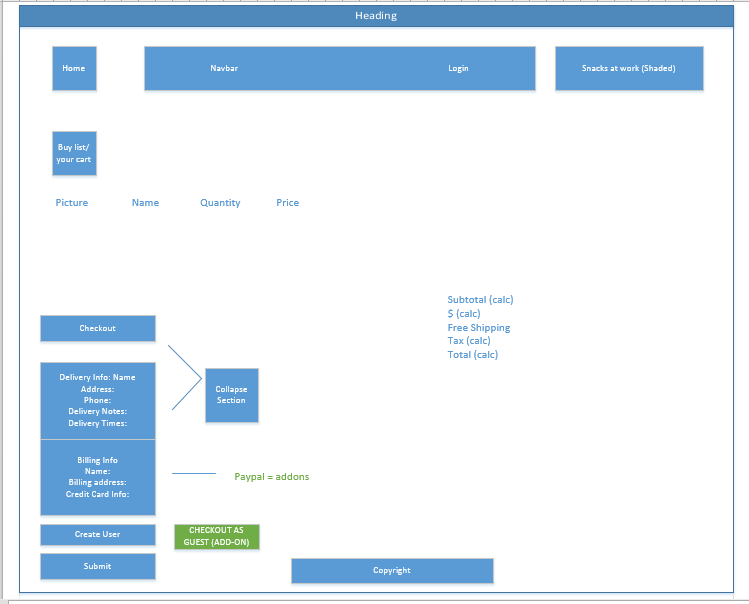 Heading
Home
Navbar
Login
Snacks at work (Shaded)
Buy list/
your cart
Picture
Name
Quantity
Price
Subtotal (calc)
$ (calc)
Free Shipping
Tax (calc)
Total (calc)
Checkout
Delivery Info: Name
Address:
Phone:
Delivery Notes:
Delivery Times:
Collapse
Section
Billing Info
Name:
Billing address:
Credit Card Info:
Paypal = addons
Create User
CHECKOUT AS
GUEST (ADD-ON)
Submit
Copyright